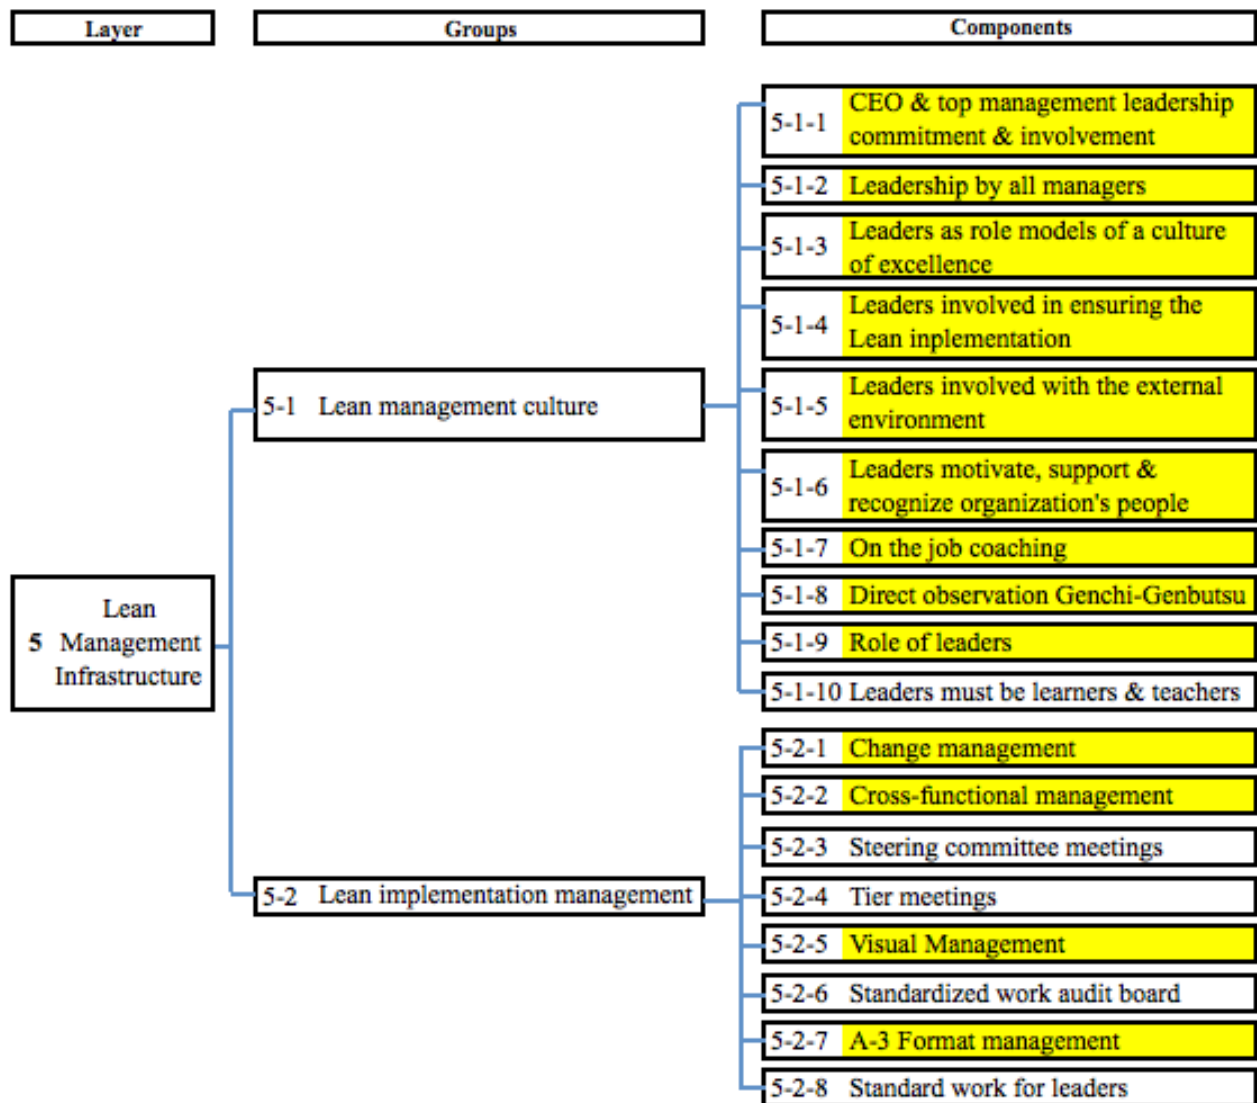 Layer
Groups
Components
5-1-1 CEO & top management leadership
commitment & involvement
5-1-2 Leadership by all managers
5-1-3 Leaders as role models of a culture
of excellence
5-1-4 Leaders involved in ensuring the
Lean inplementation
5-1 Lean management culture
5-1-5 Leaders involved with the external
environment
5-1-6 Leaders motivate, support &
recognize organization's people
5-1-7 On the job coaching
5-1-8 Direct observation Genchi-Genbutsu
5-1-9 Role of leaders
5-1-10 Leaders must be learners & teachers
Lean
5 Management
Infrastructure
5-2-1 Change management
5-2-2 Cross-functional management
5-2-3 Steering committee meetings
5-2 Lean implementation management
5-2-4 Tier meetings
5-2-5 Visual Management
5-2-6 Standardized work audit board
5-2-7 A-3 Format management
5-2-8 Standard work for leaders